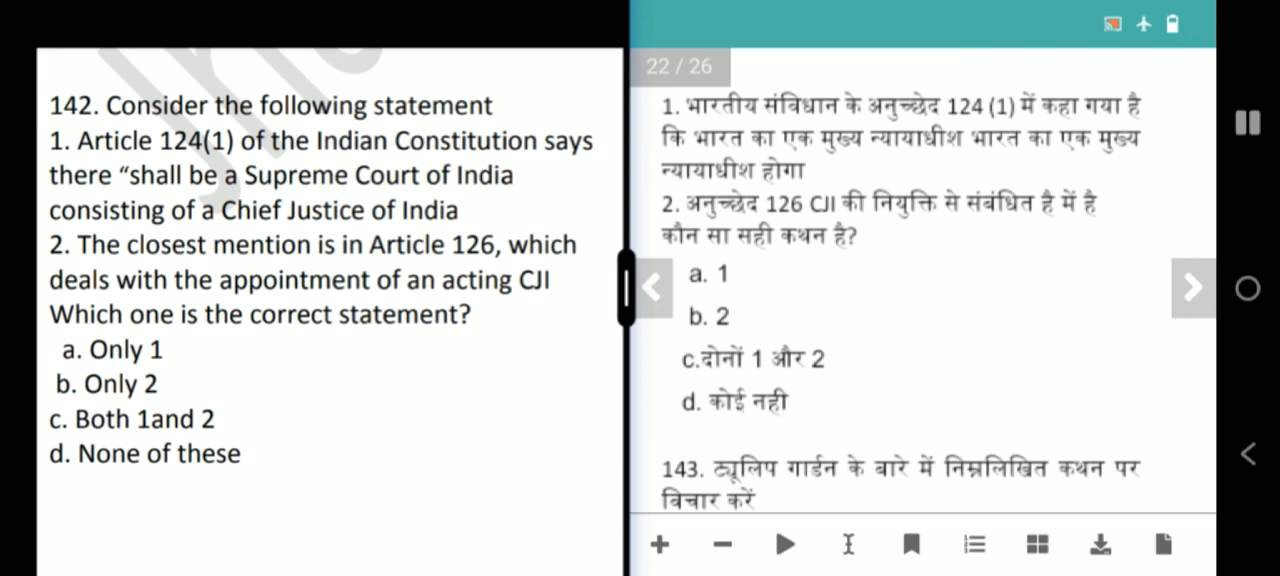 142. Consider the following statement
1. Article 124(1) of the Indian Constitution says
there “shall be a Supreme Court of India
consisting of a Chief Justice of India
2. The closest mention is in Article 126, which
deals with the appointment of an acting CJI
Which one is the correct statement?
a. Only 1
b. Only 2
c. Both 1and 2
d. None of these
22 / 26
1. भारतीय संविधान के अनुच्छेद 124 (1) में कहा गया है
कि भारत का एक मुख्य न्यायाधीश भारत का एक मुख्य
न्यायाधीश होगा
2. अनुच्छेद 126 CJI की नियुक्ति से संबंधित है में है
कौन सा सही कथन है?
a. 1
b. 2
c.दोनों 1 और 2
d. कोई नही
143. ट्यूलिप गार्डन के बारे में निम्नलिखित कथन पर
विचार करें